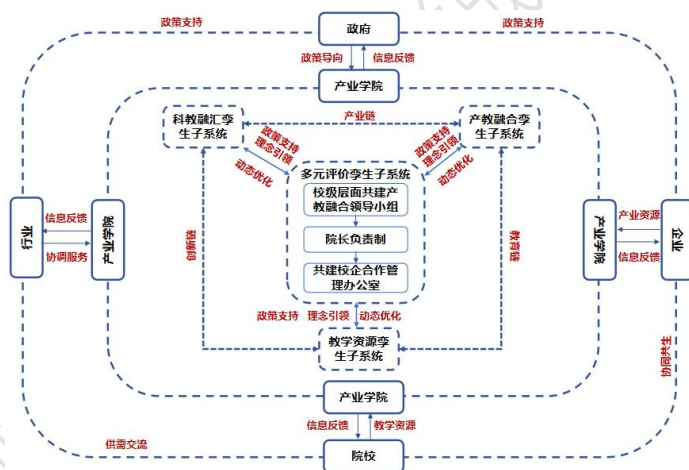 政策支持
政府
政策支持
政策导向
信息反馈
产业学院
科教融汇孪
生子系统
产业链
产教融合孪
生子系统
政策支持
理念引领
动态优化
政策支持
理念引领
动态优化
多元评价孪生子系统
校级层面共建产
教融合领导小组
院长负责制
共建校企合作管
理办公室
行业
信息反馈
协调服务
产业学院
创新链
教育链
产业学院
产业资源
信息反馈
企业
政策支持
理念引领
动态优化
教学资源孪
生子系统
协同共生
产业学院
信息反馈
教学资源
供需交流
院校